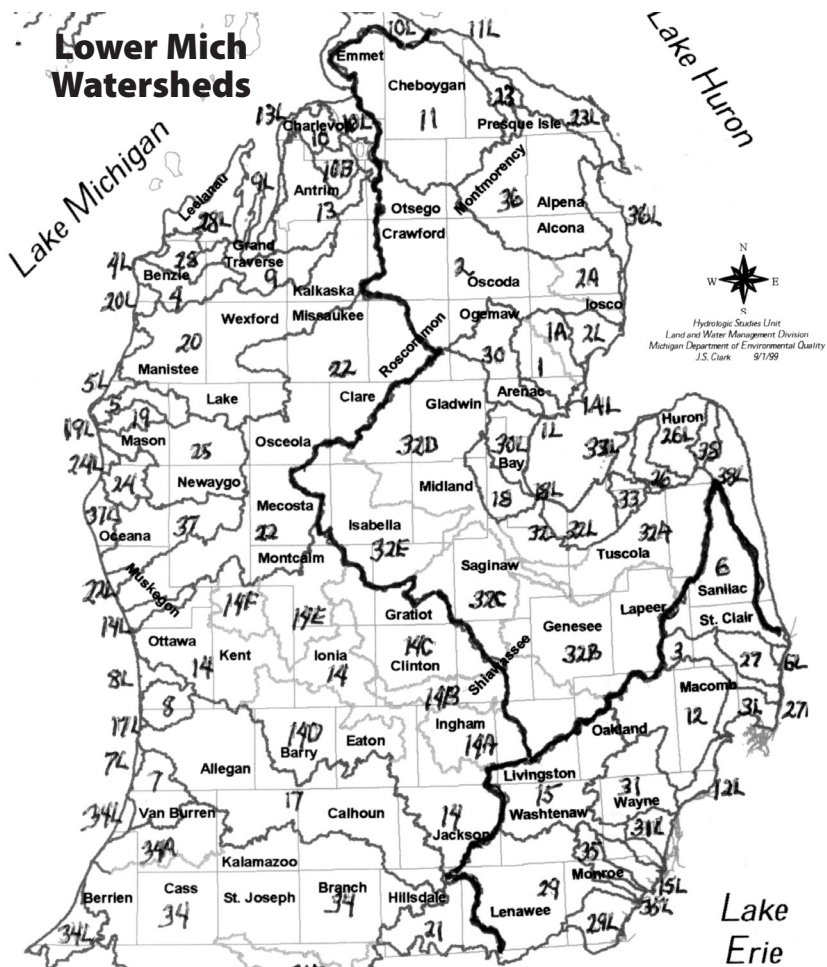 Lower Mich
Watersheds
Lake Huron
Lake Michigan
10L
11L
Emmet
Cheboygan
23
11
Presque Isle
23L
13L
Charlevoix
10L
10
10B
Leelanau
9L
Antrim
13
Montmorency
36
Alpena
Otsego
28L
Crawford
Alcona
36L
Grand
Traverse
28
4L
Benzie
9
2
Oscoda
2A
4
Kalkaska
20L
Wexford
Missaukee
Ogemaw
Iosco
N
W
E
S
Hydrologic Studies Unit
Land and Water Management Division
Michigan Department of Environmental Quality
J.S. Clark 9/1/99
20
Roscommon
30
1A
2L
1
Manistee
22
5L
Lake
Clare
Gladwin
Arenac
1AL
5
19
19L
Mason
25
Osceola
32D
30L
1L
33L
Huron
26L
38
24L
Bay
24
Newaygo
Midland
18
18L
33
26
38L
37L
Oceana
37
Mecosta
22
Isabella
32E
32L
32L
32A
Tuscola
Montcalm
Saginaw
6
Sanilac
22L
Muskegon
14F
14E
32C
Gratiot
Lapeer
St. Clair
14L
Ottawa
14
Kent
Ionia
14
14C
Clinton
Shiawassee
Genesee
32B
3
27
6L
8L
8
14B
Macomb
12
3L
27L
17L
14D
Barry
Eaton
Ingham
14A
Oakland
7L
7
Allegan
Livingston
15
31
Wayne
12L
17
34L
Van Buren
Calhoun
14
Jackson
Washtenaw
31L
34A
Kalamazoo
35
Monroe
15L
Berrien
Cass
34
St. Joseph
Branch
34
Hillsdale
29
Lenawee
35L
34L
21
29L
Lake
Erie